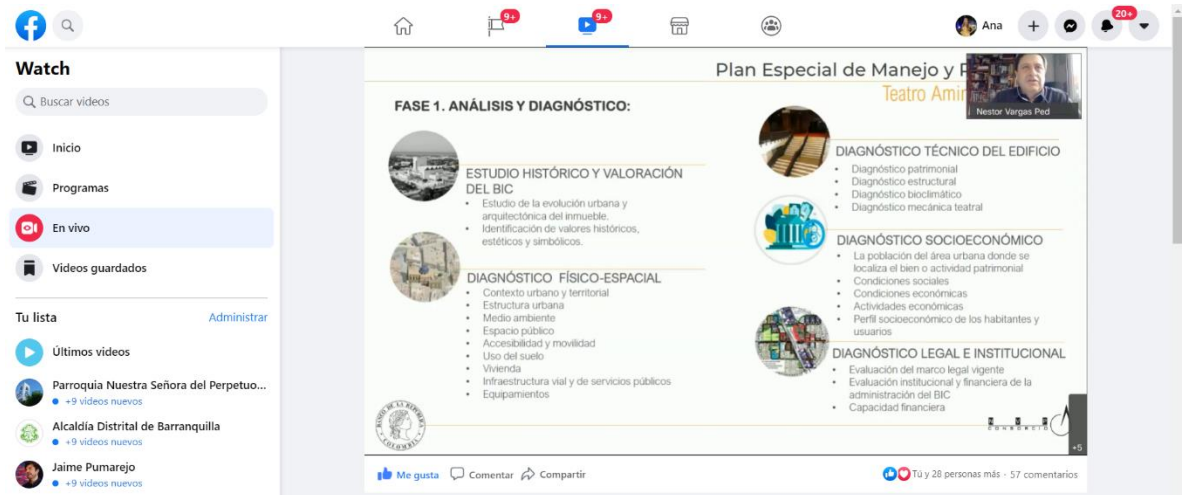 9+
9+
Ana
20+
Watch
Buscar videos
Inicio
Programas
En vivo
Videos guardados
Tu lista
Administrar
Últimos videos
Parroquia Nuestra Señora del Perpetuo...
+9 videos nuevos
Alcaldía Distrital de Barranquilla
+9 videos nuevos
Jaime Pumarejo
+9 videos nuevos
Plan Especial de Manejo y
Teatro Amir
Nestor Vargas Ped
FASE 1. ANÁLISIS Y DIAGNÓSTICO:
ESTUDIO HISTÓRICO Y VALORACIÓN
DEL BIC
• Estudio de la evolución urbana y
arquitectónica del inmueble.
• Identificación de valores históricos,
estéticos y simbólicos.
DIAGNÓSTICO FÍSICO-ESPACIAL
• Contexto urbano y territorial
• Estructura urbana
• Medio ambiente
• Espacio público
• Accesibilidad y movilidad
• Uso del suelo
• Vivienda
• Infraestructura vial y de servicios públicos
• Equipamientos
DIAGNÓSTICO TÉCNICO DEL EDIFICIO
• Diagnóstico patrimonial
• Diagnóstico estructural
• Diagnóstico bioclimático
• Diagnóstico mecánica teatral
DIAGNÓSTICO SOCIOECONÓMICO
• La población del área urbana donde se
localiza el bien o actividad patrimonial
• Condiciones sociales
• Condiciones económicas
• Actividades económicas
• Perfil socioeconómico de los habitantes y
usuarios
DIAGNÓSTICO LEGAL E INSTITUCIONAL
• Evaluación del marco legal vigente
• Evaluación institucional y financiera de la
administración del BIC
• Capacidad financiera
BANCO DE LA REPUBLICA
COLOMBIA
CONSORCIO
+5
Me gusta
Comentar
Compartir
Tú y 28 personas más · 57 comentarios